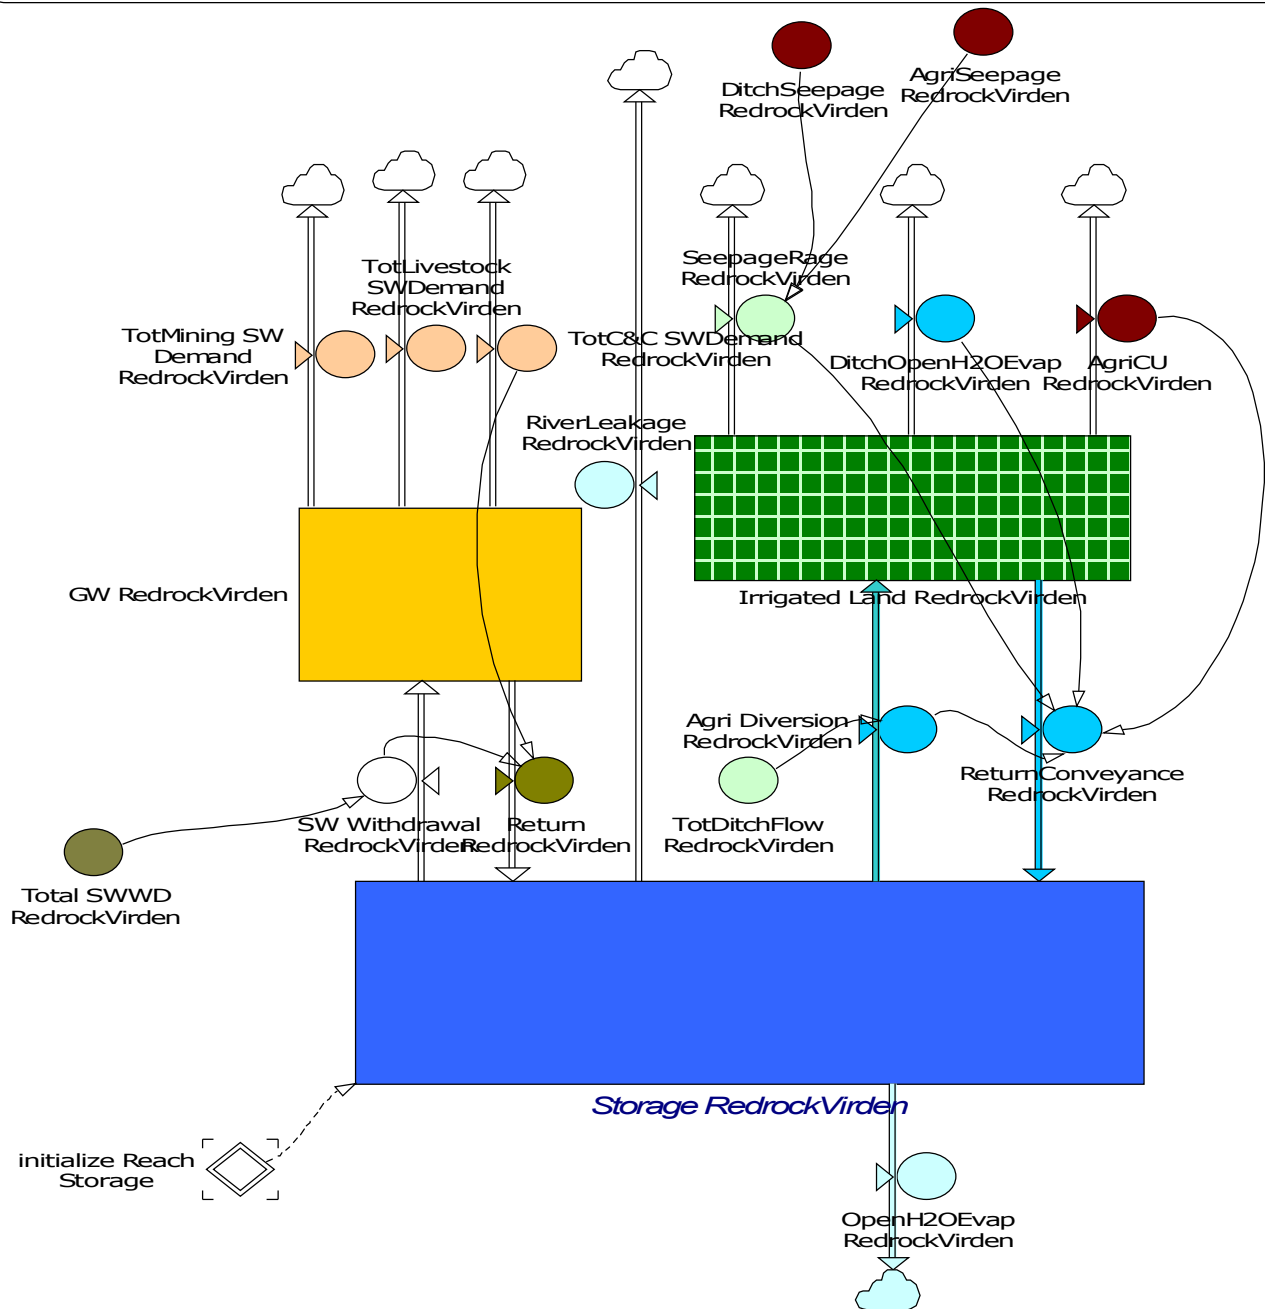 DitchSeepage
RedrockVirden
AgriSeepage
RedrockVirden
TotLivestock
SWDemand
RedrockVirden
SeepageRage
RedrockVirden
TotMining SW
Demand
RedrockVirden
TotC&C SWDemand
RedrockVirden
DitchOpenH2OEvap
RedrockVirden
AgriCU
RedrockVirden
RiverLeakage
RedrockVirden
GW RedrockVirden
Irrigated Land RedrockVirden
Agri Diversion
RedrockVirden
ReturnConveyance
RedrockVirden
SW Withdrawal
RedrockVirden
Return
RedrockVirden
TotDitchFlow
RedrockVirden
Total SWWD
RedrockVirden
Storage RedrockVirden
initialize Reach
Storage
OpenH2OEvap
RedrockVirden